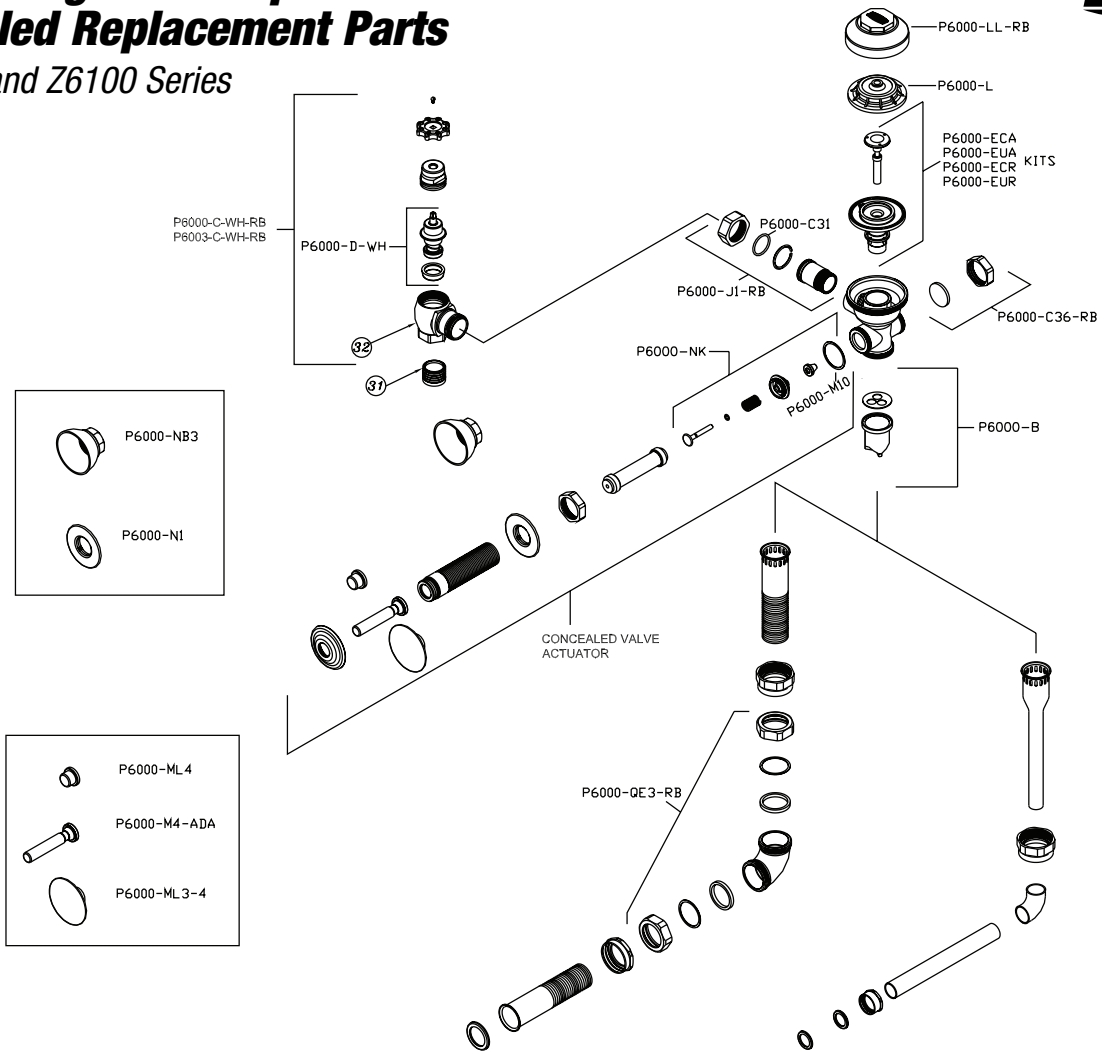 led Replacement Parts
and Z6100 Series
P6000-LL-RB
P6000-L
P6000-ECA
P6000-EUA
P6000-ECR
P6000-EUR
KITS
P6000-C-WH-RB
P6003-C-WH-RB
P6000-D-WH
P6000-C31
P6000-J1-RB
P6000-C36-RB
32
31
P6000-NK
P6000-M10
P6000-B
P6000-NB3
P6000-N1
CONCEALED VALVE
ACTUATOR
P6000-ML4
P6000-M4-ADA
P6000-ML3-4
P6000-QE3-RB